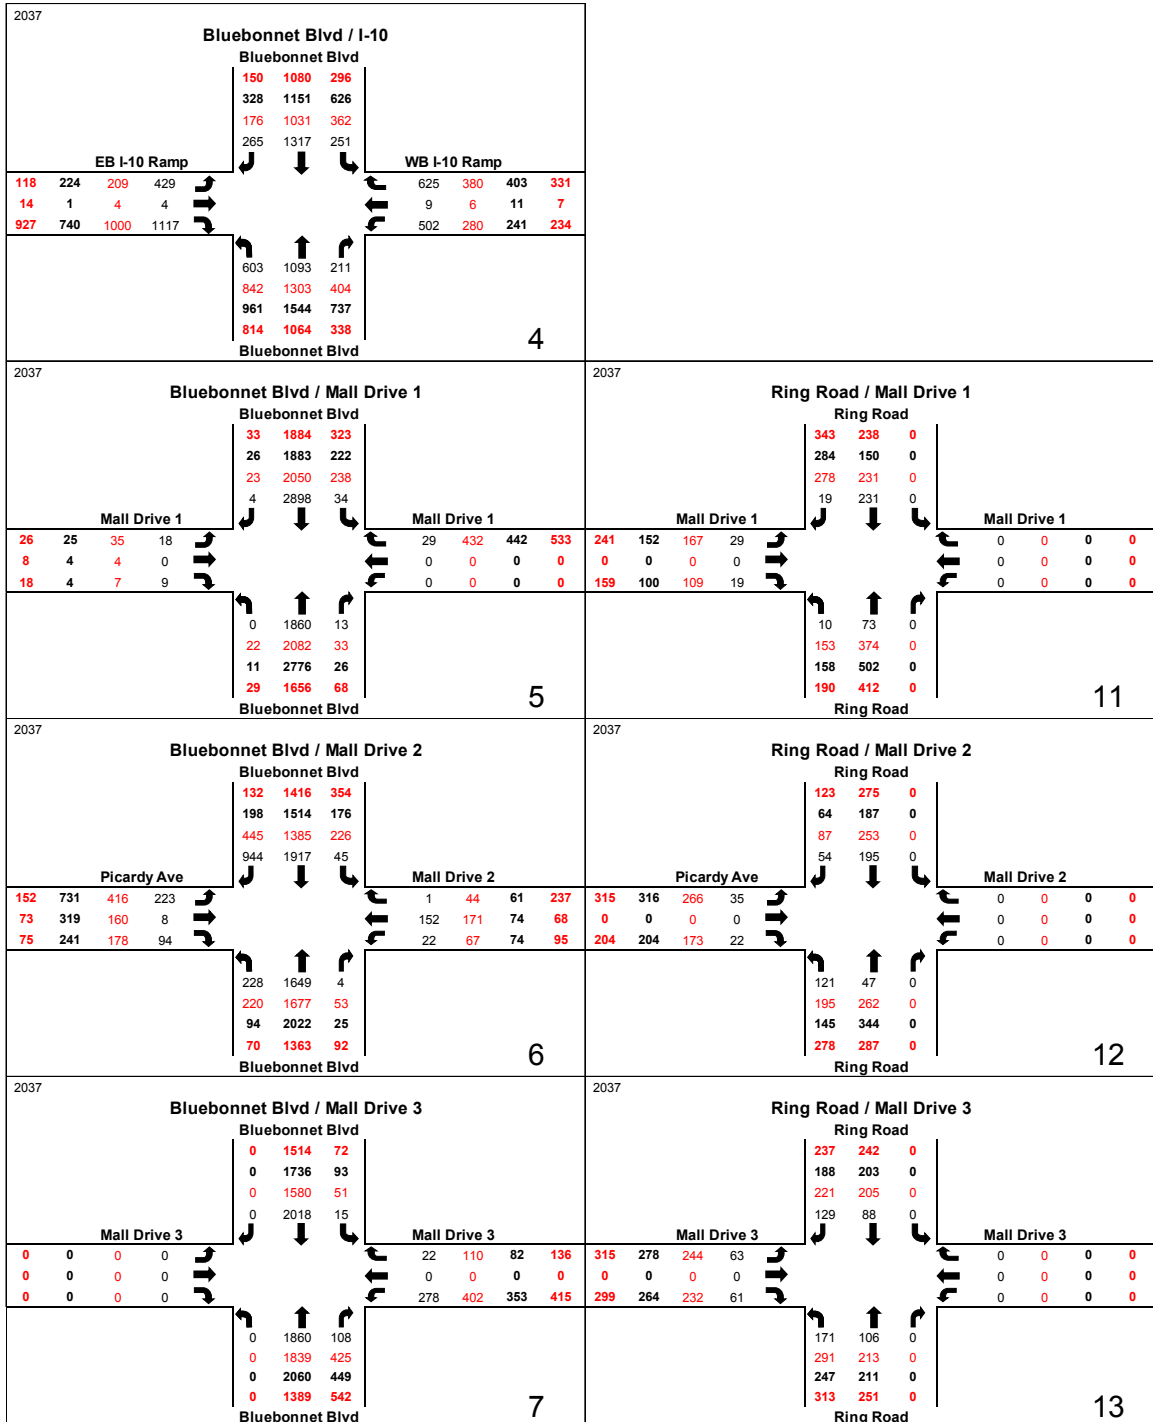 2037
Bluebonnet Blvd / I-10
Bluebonnet Blvd
150 1080 296
328 1151 626
176 1031 362
265 1317 251
EB I-10 Ramp WB I-10 Ramp
118 224 209 429 625 380 403 331
14 1 4 4 9 6 11 7
927 740 1000 1117 502 280 241 234
603 1093 211
842 1303 404
961 1544 737
814 1064 338
Bluebonnet Blvd
4
2037
Bluebonnet Blvd / Mall Drive 1
Bluebonnet Blvd
33 1884 323
26 1883 222
23 2050 238
4 2898 34
Mall Drive 1 Mall Drive 1
26 25 35 18 29 432 442 533
8 4 4 0 0 0 0 0
18 4 7 9 0 0 0 0
0 1860 13
22 2082 33
11 2776 26
29 1656 68
Bluebonnet Blvd
5
2037
Ring Road / Mall Drive 1
Ring Road
343 238 0
284 150 0
278 231 0
19 231 0
Mall Drive 1 Mall Drive 1
241 152 167 29 0 0 0 0
0 0 0 0 0 0 0 0
159 100 109 19 0 0 0 0
10 73 0
153 374 0
158 502 0
190 412 0
Ring Road
11
2037
Bluebonnet Blvd / Mall Drive 2
Bluebonnet Blvd
132 1416 354
198 1514 176
445 1385 226
944 1917 45
Picardy Ave Mall Drive 2
152 731 416 223 1 44 61 237
73 319 160 8 152 171 74 68
75 241 178 94 22 67 74 95
228 1649 4
220 1677 53
94 2022 25
70 1363 92
Bluebonnet Blvd
6
2037
Ring Road / Mall Drive 2
Ring Road
123 275 0
64 187 0
87 253 0
54 195 0
Picardy Ave Mall Drive 2
315 316 266 35 0 0 0 0
0 0 0 0 0 0 0 0
204 204 173 22 0 0 0 0
121 47 0
195 262 0
145 344 0
278 287 0
Ring Road
12
2037
Bluebonnet Blvd / Mall Drive 3
Bluebonnet Blvd
0 1514 72
0 1736 93
0 1580 51
0 2018 15
Mall Drive 3 Mall Drive 3
0 0 0 0 22 110 82 136
0 0 0 0 0 0 0 0
0 0 0 0 278 402 353 415
0 1860 108
0 1839 425
0 2060 449
0 1389 542
Bluebonnet Blvd
7
2037
Ring Road / Mall Drive 3
Ring Road
237 242 0
188 203 0
221 205 0
129 88 0
Mall Drive 3 Mall Drive 3
315 278 244 63 0 0 0 0
0 0 0 0 0 0 0 0
299 264 232 61 0 0 0 0
171 106 0
291 213 0
247 211 0
313 251 0
Ring Road
13